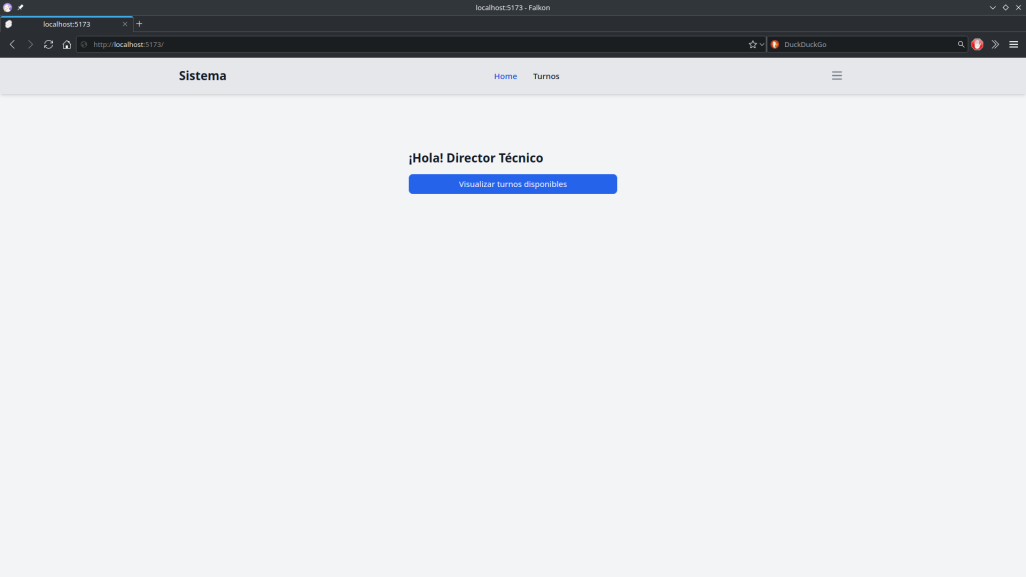 localhost:5173 - Falkon
localhost:5173
http://localhost:5173/
DuckDuckGo
Sistema
Home
Turnos
¡Hola! Director Técnico
Visualizar turnos disponibles